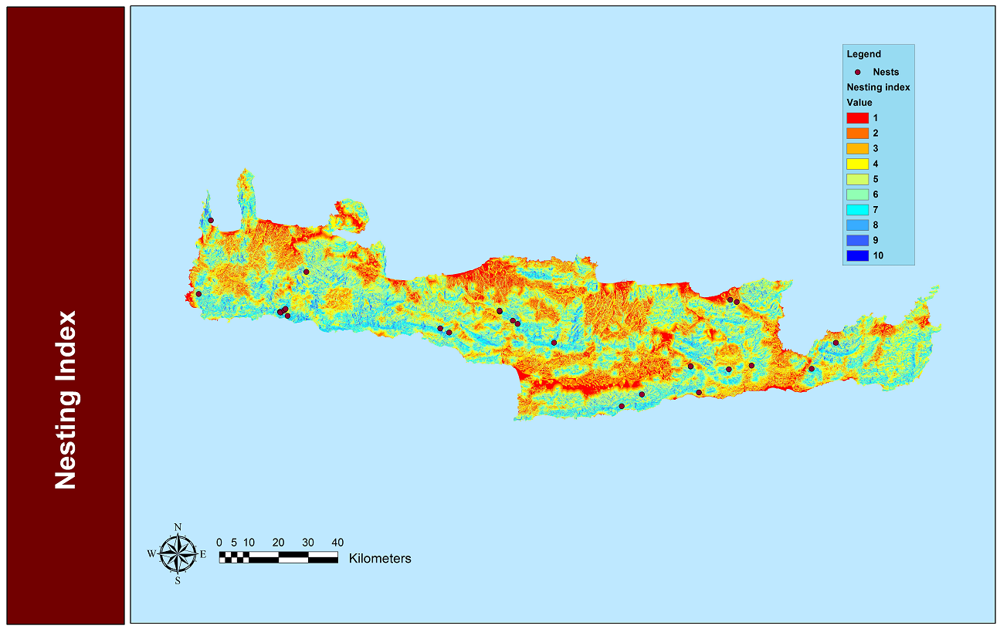 Nesting Index
Legend
Nests
Nesting index
Value
1
2
3
4
5
6
7
8
9
10
N
W E
S
0 5 10 20 30 40
Kilometers